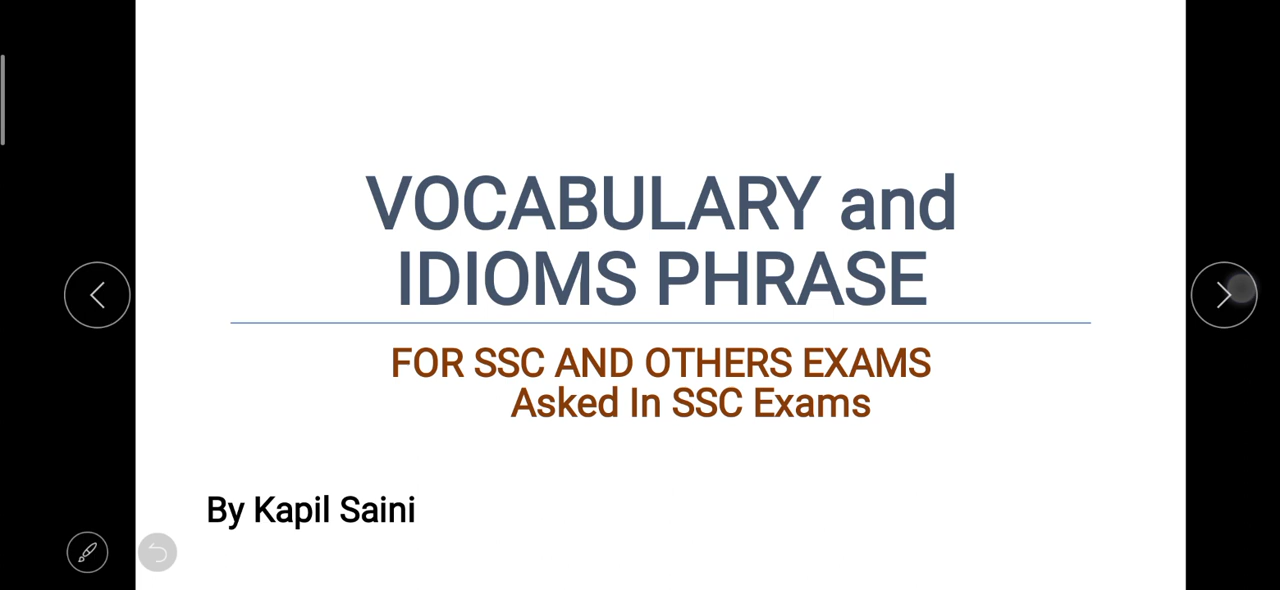 VOCABULARY and
IDIOMS PHRASE
FOR SSC AND OTHERS EXAMS
Asked In SSC Exams
By Kapil Saini